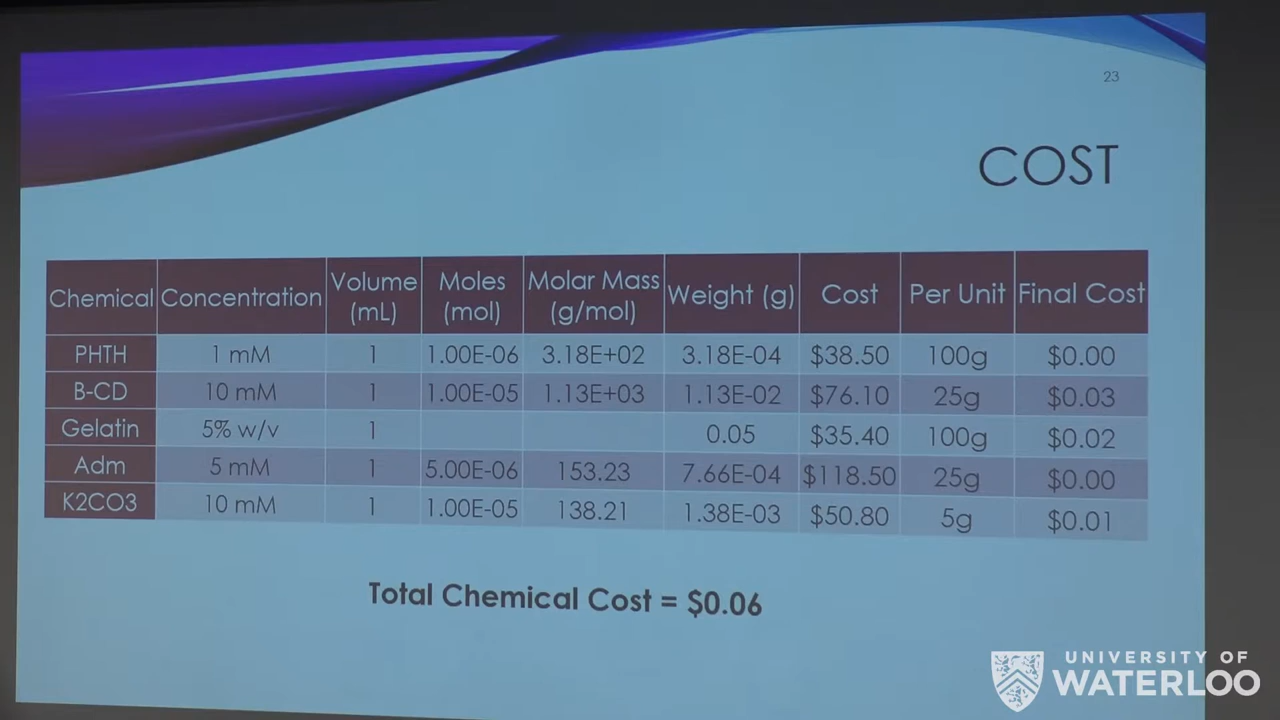 23
COST
Chemical Concentration Volume (mL) Moles (mol) Molar Mass (g/mol) Weight (g) Cost Per Unit Final Cost
PHTH 1 mM 1 1.00E-06 3.18E+02 3.18E-04 $38.50 100g $0.00
B-CD 10 mM 1 1.00E-05 1.13E+03 1.13E-02 $76.10 25g $0.03
Gelatin 5% w/v 1 0.05 $35.40 100g $0.02
Adm 5 mM 1 5.00E-06 153.23 7.66E-04 $118.50 25g $0.00
K2CO3 10 mM 1 1.00E-05 138.21 1.38E-03 $50.80 5g $0.01
Total Chemical Cost = $0.06
UNIVERSITY OF
WATERLOO